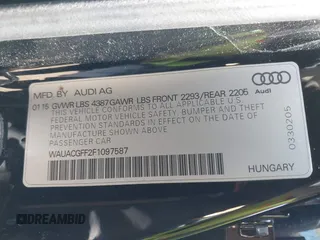 MFD. BY AUDI AG
01 15 GVWR LBS 4387 GAWR LBS FRONT 2293/REAR 2205
Audi
THIS VEHICLE CONFORMS TO ALL APPLICABLE U.S.
FEDERAL MOTOR VEHICLE SAFETY, BUMPER, AND THEFT
PREVENTION STANDARDS IN EFFECT ON THE DATE OF
MANUFACTURE SHOWN ABOVE.
PASSENGER CAR
WAUACGFF2F1097587
HUNGARY
0330205
DREAMBID